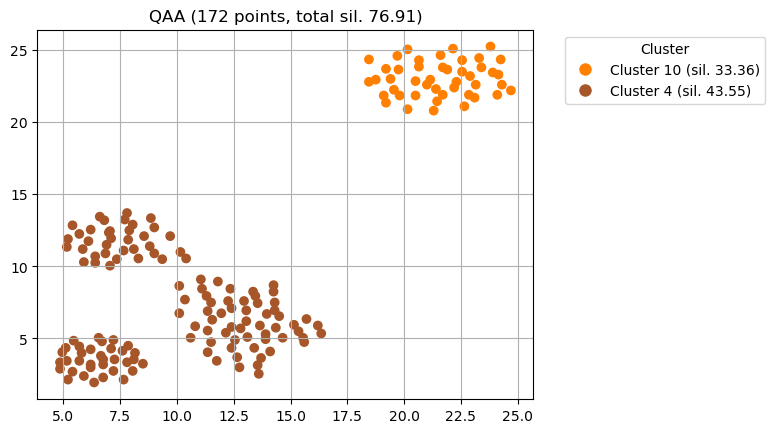 QAA (172 points, total sil. 76.91)
Cluster
Cluster 10 (sil. 33.36)
Cluster 4 (sil. 43.55)
25
20
15
10
5
5.0 7.5 10.0 12.5 15.0 17.5 20.0 22.5 25.0